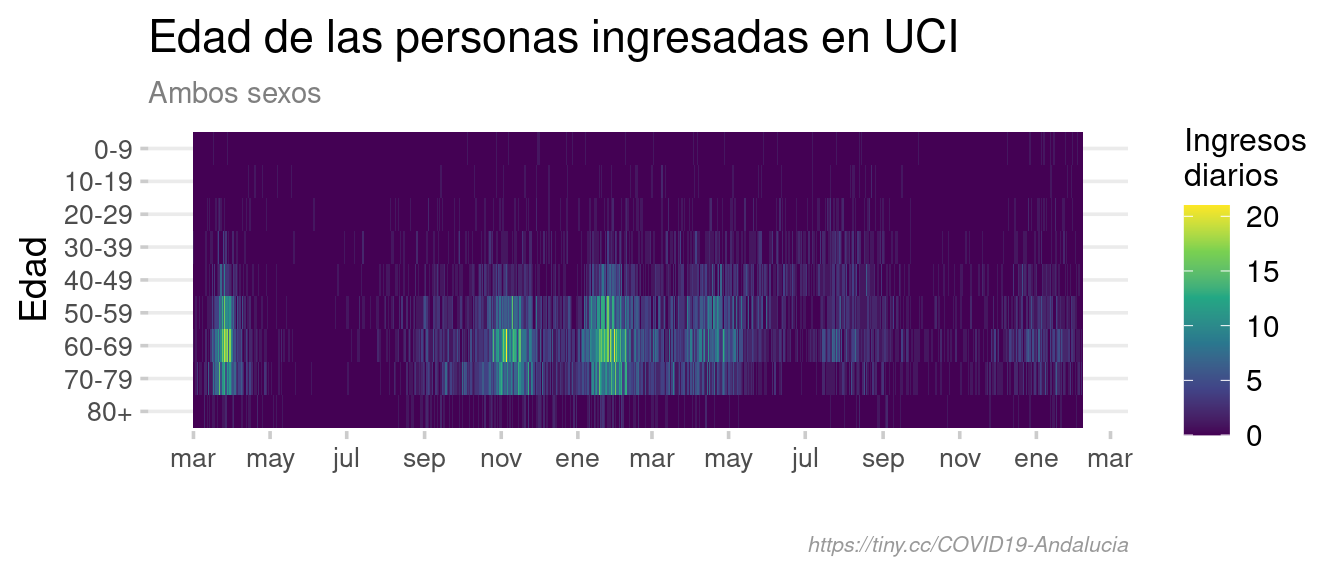 Edad de las personas ingresadas en UCI
Ambos sexos
Edad
0-9
10-19
20-29
30-39
40-49
50-59
60-69
70-79
80+
mar may jul sep nov ene mar may jul sep nov ene mar
Ingresos
diarios
20
15
10
5
0
https://tiny.cc/COVID19-Andalucia